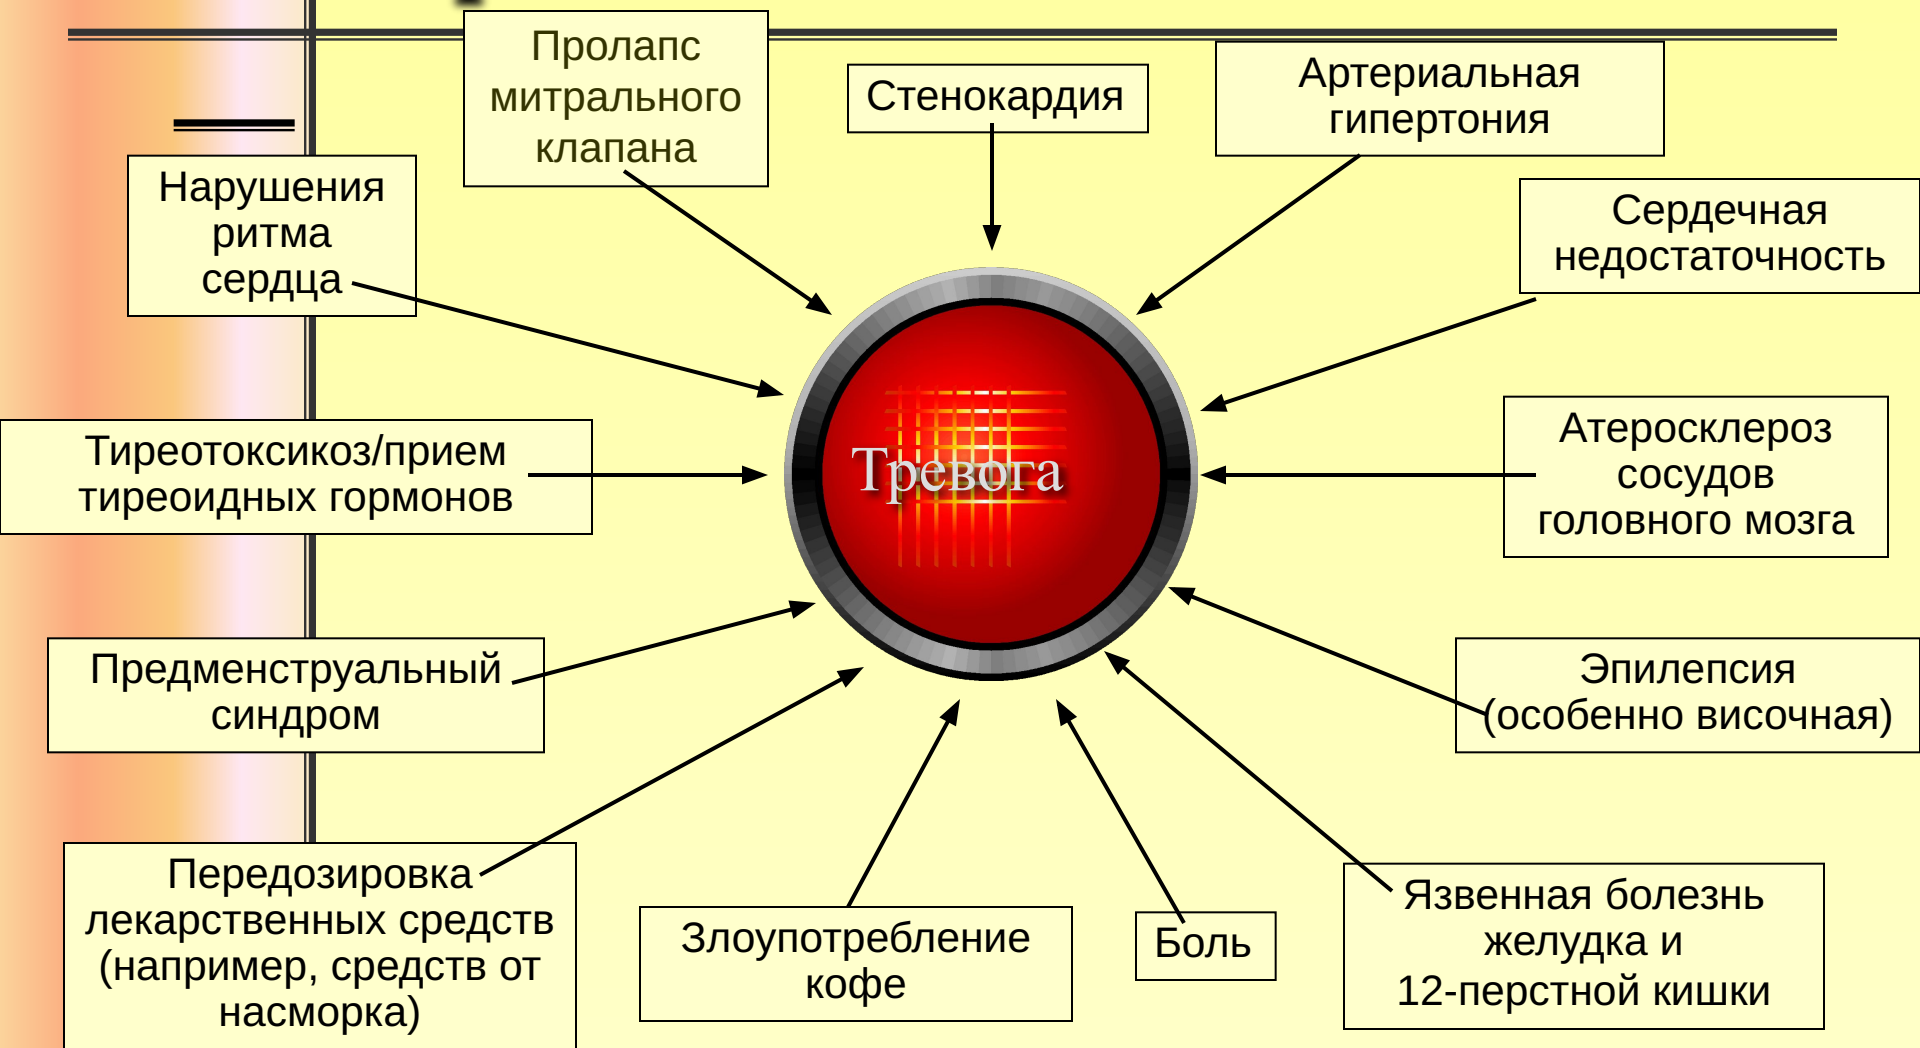 Пролапс
митрального
клапана
Стенокардия
Артериальная
гипертония
Нарушения
ритма
сердца
Сердечная
недостаточность
Тиреотоксикоз/прием
тиреоидных гормонов
Тревога
Атеросклероз
сосудов
головного мозга
Предменструальный
синдром
Эпилепсия
(особенно височная)
Передозировка
лекарственных средств
(например, средств от
насморка)
Злоупотребление
кофе
Боль
Язвенная болезнь
желудка и
12-перстной кишки